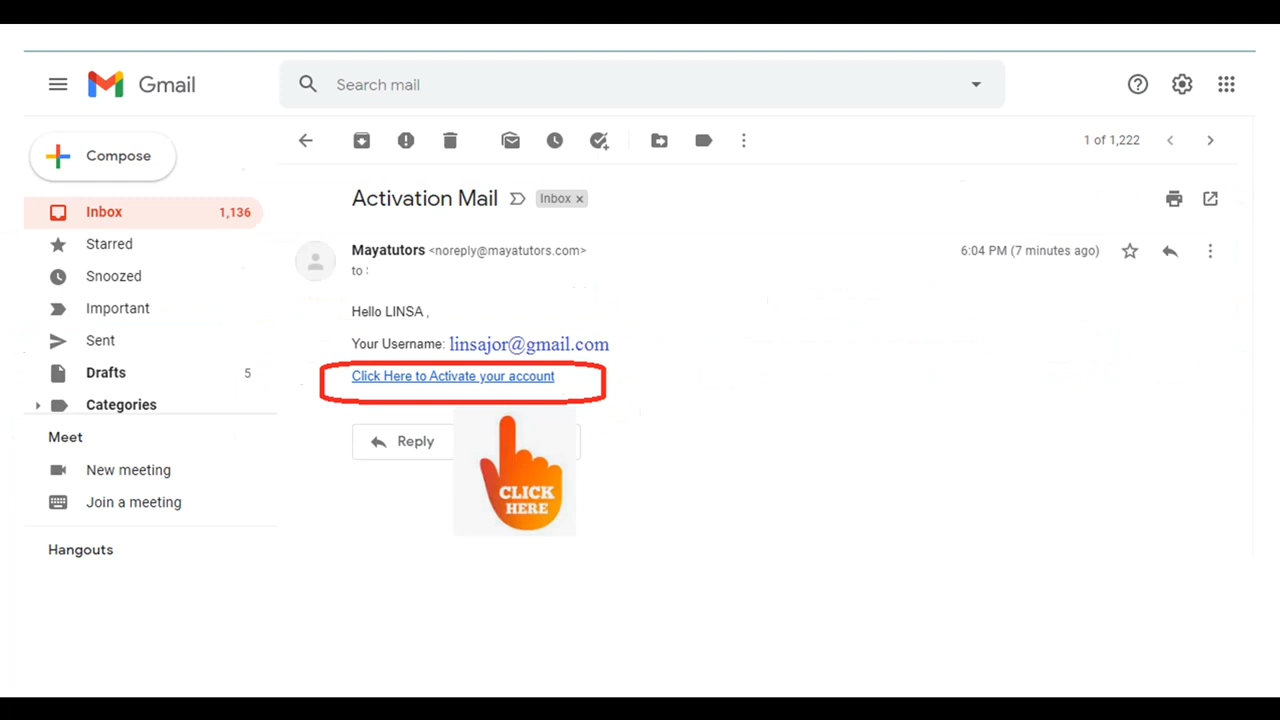 Gmail
Search mail
Compose
1 of 1,222
Inbox 1,136
Starred
Snoozed
Important
Sent
Drafts 5
Categories
Meet
New meeting
Join a meeting
Hangouts
Activation Mail Inbox x
Mayatutors <noreply@mayatutors.com> 6:04 PM (7 minutes ago)
to :
Hello LINSA ,
Your Username: linsajor@gmail.com
Click Here to Activate your account
Reply
CLICK
HERE